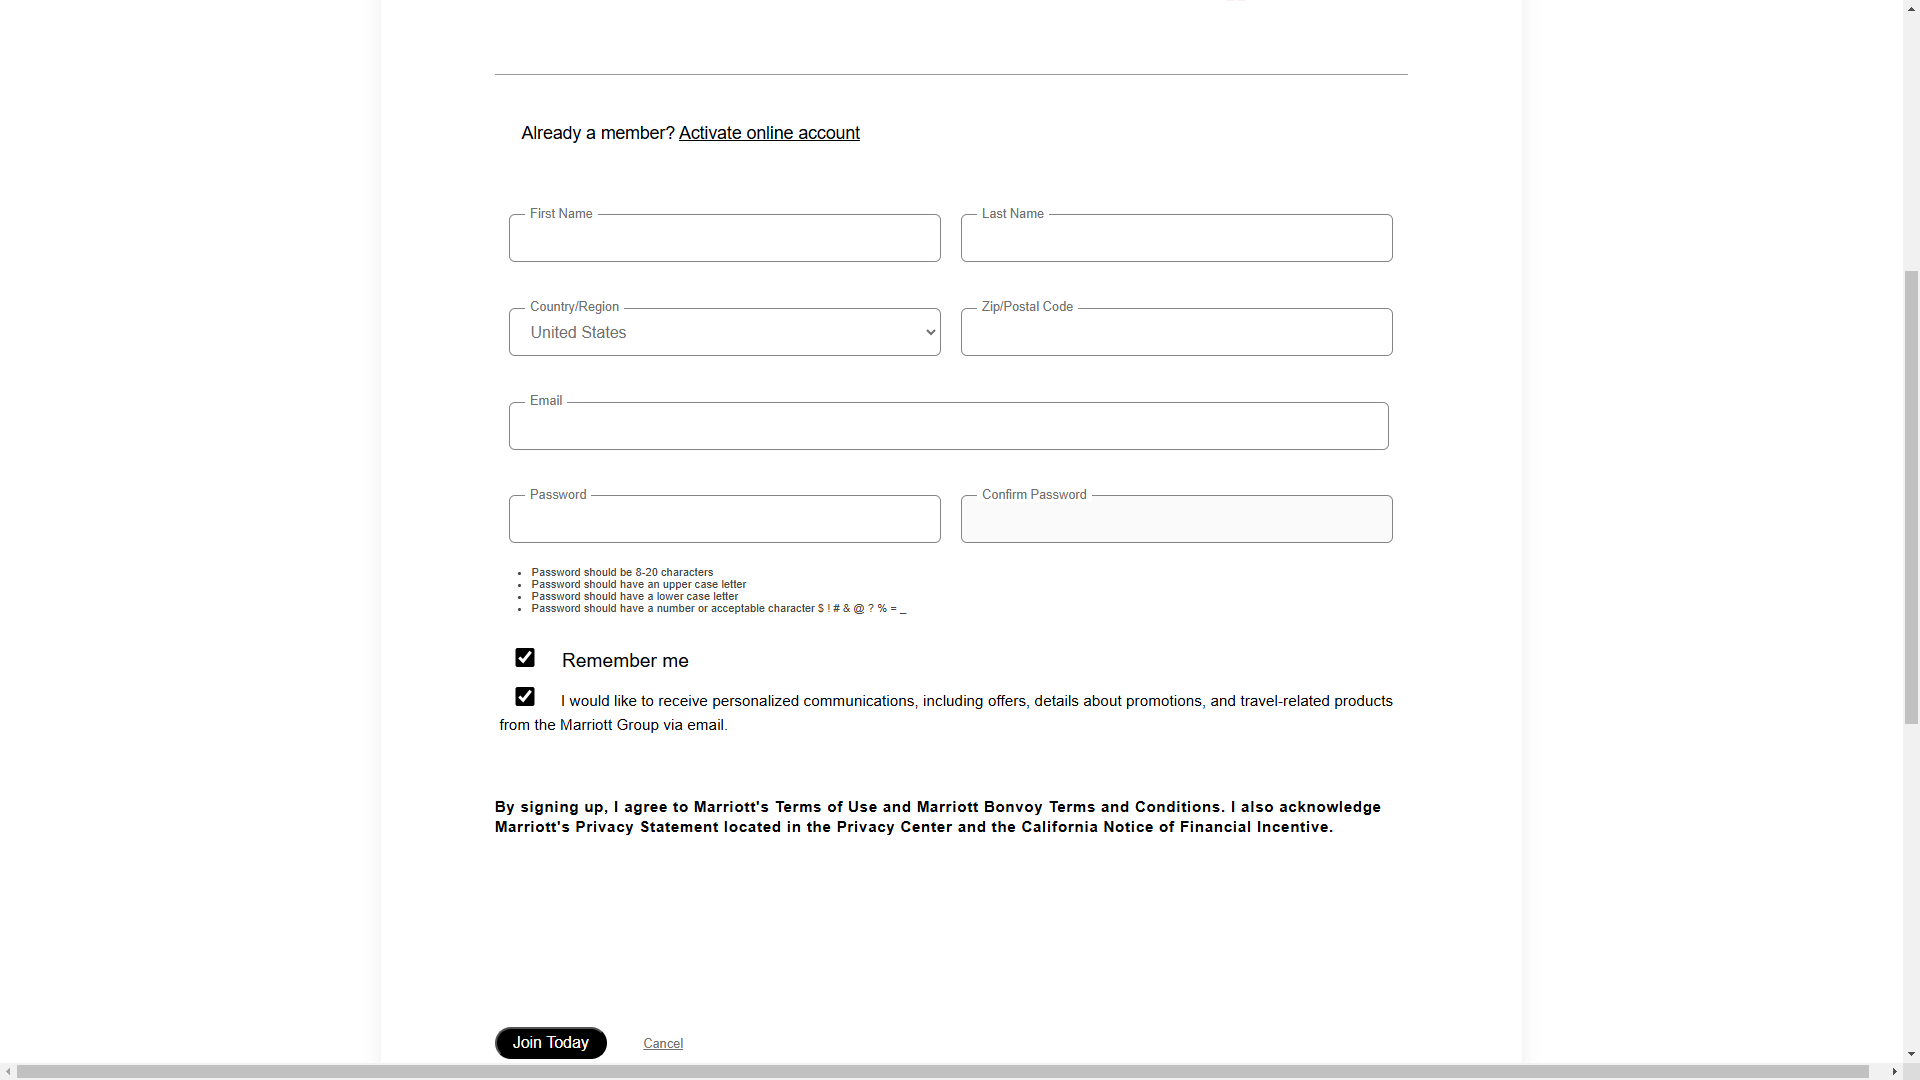 Already a member? Activate online account
First Name
Last Name
Country/Region
United States
Zip/Postal Code
Email
Password
Confirm Password
• Password should be 8-20 characters
• Password should have an upper case letter
• Password should have a lower case letter
• Password should have a number or acceptable character $ ! # & @ ? % = _
Remember me
I would like to receive personalized communications, including offers, details about promotions, and travel-related products
from the Marriott Group via email.
By signing up, I agree to Marriott's Terms of Use and Marriott Bonvoy Terms and Conditions. I also acknowledge
Marriott's Privacy Statement located in the Privacy Center and the California Notice of Financial Incentive.
Join Today
Cancel